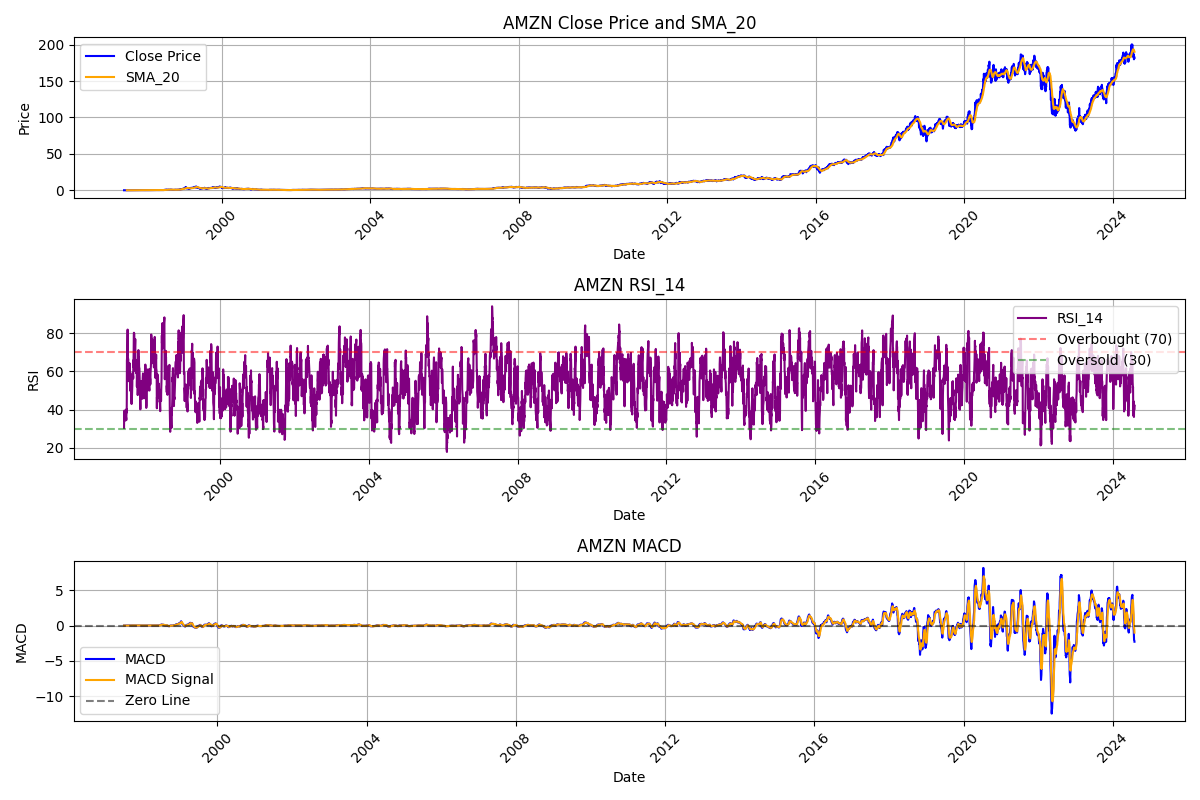 AMZN Close Price and SMA_20
Close Price
SMA_20
Price
200
150
100
50
0
2000 2004 2008 2012 2016 2020 2024
Date
AMZN RSI_14
RSI_14
Overbought (70)
Oversold (30)
RSI
80
60
40
20
2000 2004 2008 2012 2016 2020 2024
Date
AMZN MACD
MACD
5
0
−5
−10
MACD
MACD Signal
Zero Line
2000 2004 2008 2012 2016 2020 2024
Date